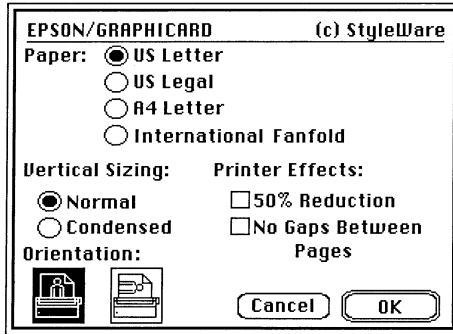 EPSON/GRAPHICARD (c) StyleWare
Paper: US Letter
US Legal
A4 Letter
International Fanfold
Vertical Sizing: Printer Effects:
Normal 50% Reduction
Condensed No Gaps Between
Orientation: Pages
Cancel OK